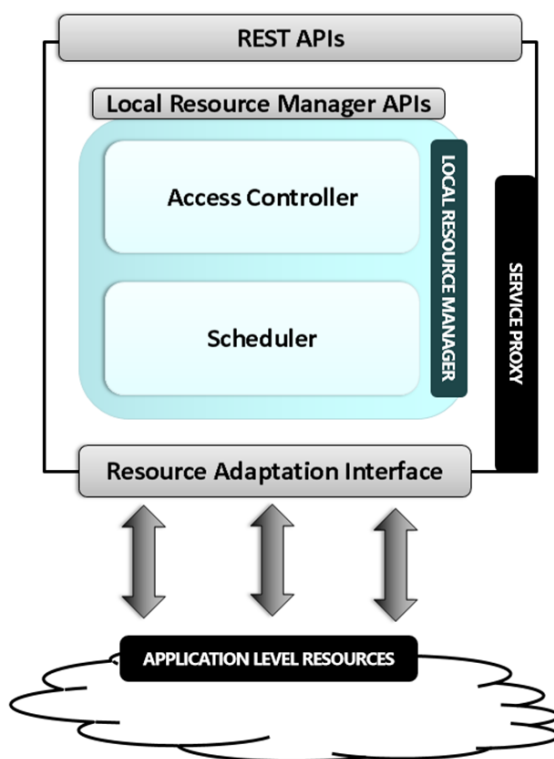 REST APIs
Local Resource Manager APIs
Access Controller
LOCAL RESOURCE MANAGER
SERVICE PROXY
Scheduler
Resource Adaptation Interface
APPLICATION LEVEL RESOURCES